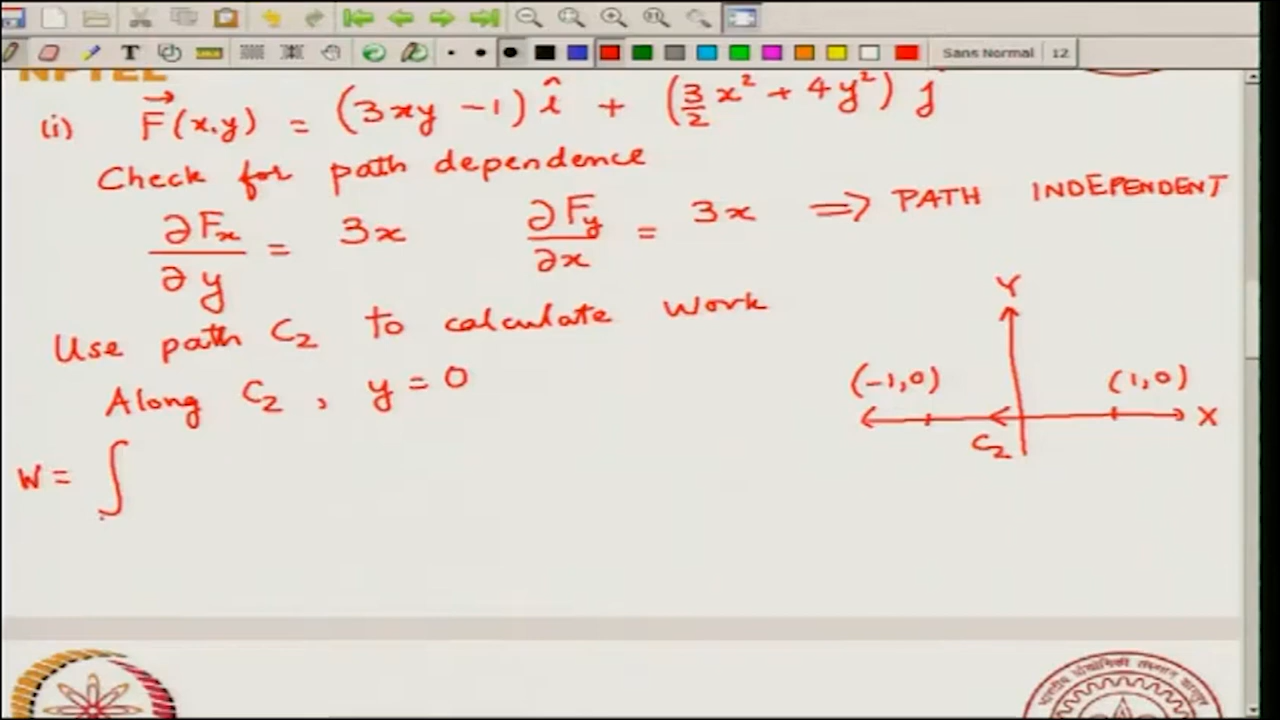 T Sans Normal 12
NPTEL
(i) F⃗(x,y) = (3xy - 1) î + (3/2 x² + 4y²) ĵ
Check for path dependence
∂Fx/∂y = 3x ∂Fy/∂x = 3x ⇒ PATH INDEPENDENT
Use path C₂ to calculate work
Along C₂, y = 0
W = ∫
Y
(-1,0) (1,0)
X
C₂